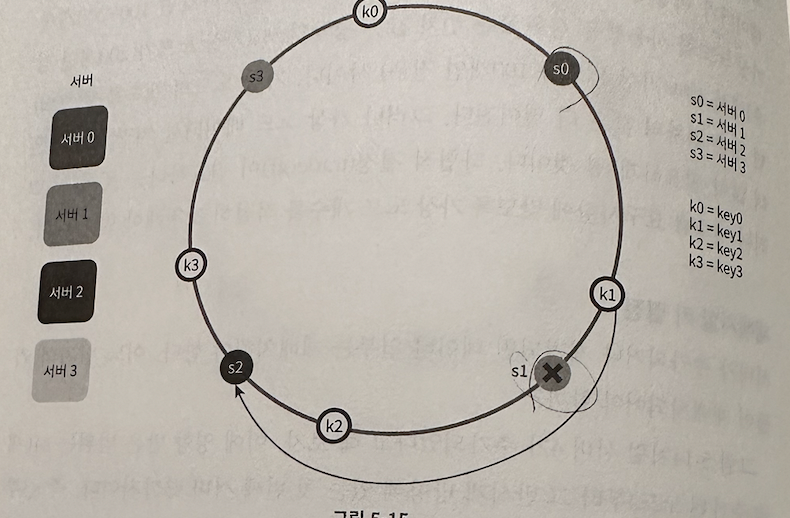 서버
서버 0
서버 1
서버 2
서버 3
k0
s0
s3
k3
k1
s2
s1
k2
s0 = 서버 0
s1 = 서버 1
s2 = 서버 2
s3 = 서버 3
k0 = key0
k1 = key1
k2 = key2
k3 = key3
그림 5-15